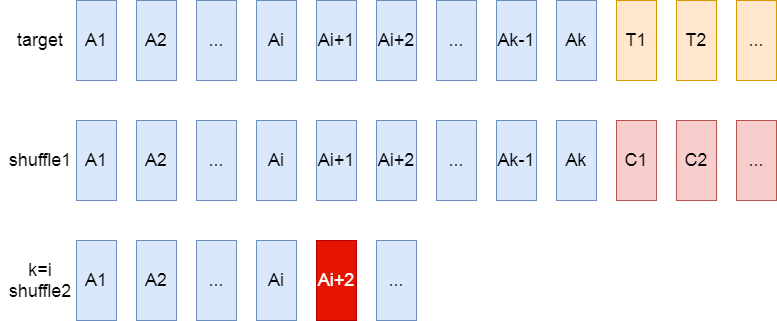 target A1 A2 ... Ai Ai+1 Ai+2 ... Ak-1 Ak T1 T2 ...
shuffle1 A1 A2 ... Ai Ai+1 Ai+2 ... Ak-1 Ak C1 C2 ...
k=i
shuffle2 A1 A2 ... Ai Ai+2 ...